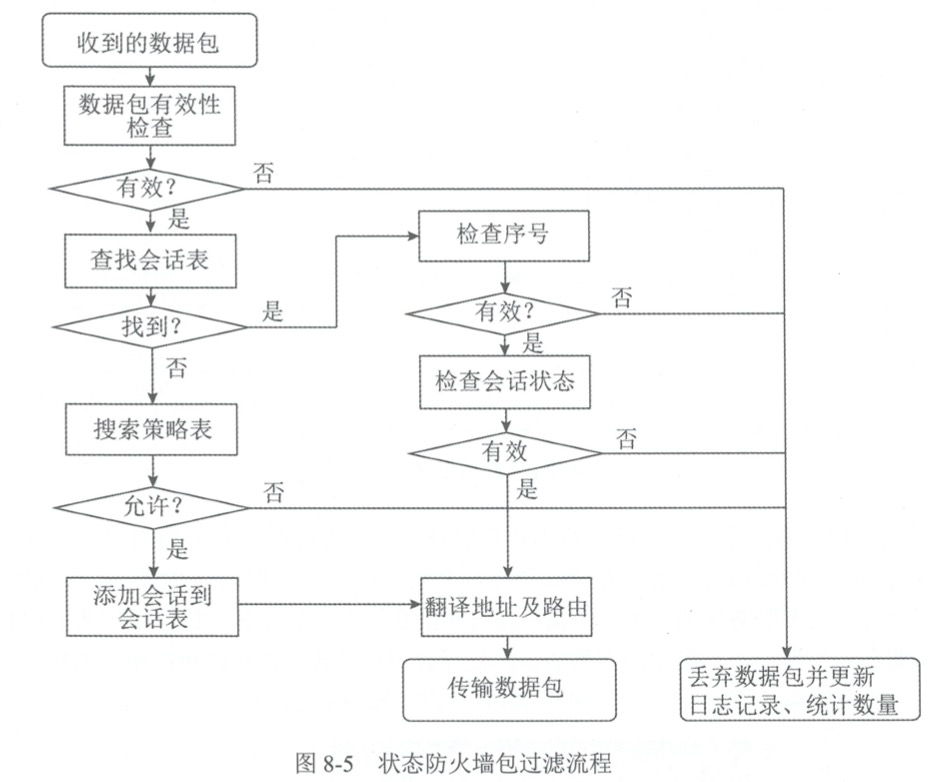 收到的数据包
数据包有效性
检查
有效?
否
是
查找会话表
找到?
是
否
搜索策略表
允许?
否
是
添加会话到
会话表
检查序号
有效?
否
是
检查会话状态
有效
否
是
翻译地址及路由
传输数据包
丢弃数据包并更新
日志记录、统计数量
图 8-5 状态防火墙包过滤流程